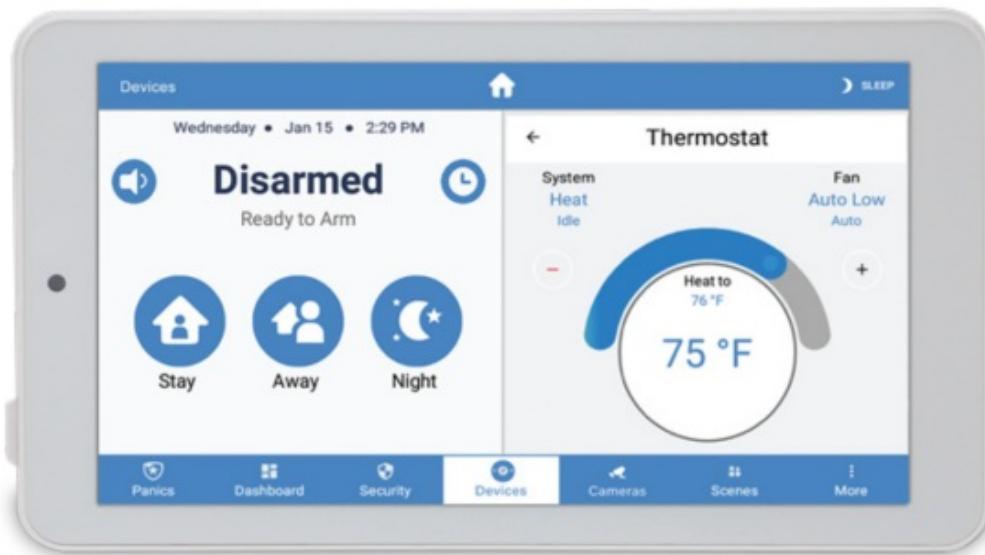 Devices
SLEEP
Wednesday • Jan 15 • 2:29 PM
Disarmed
Ready to Arm
Stay
Away
Night
Thermostat
System
Heat
Idle
Fan
Auto Low
Auto
−
+
Heat to
76 °F
75 °F
Panics
Dashboard
Security
Devices
Cameras
Scenes
More